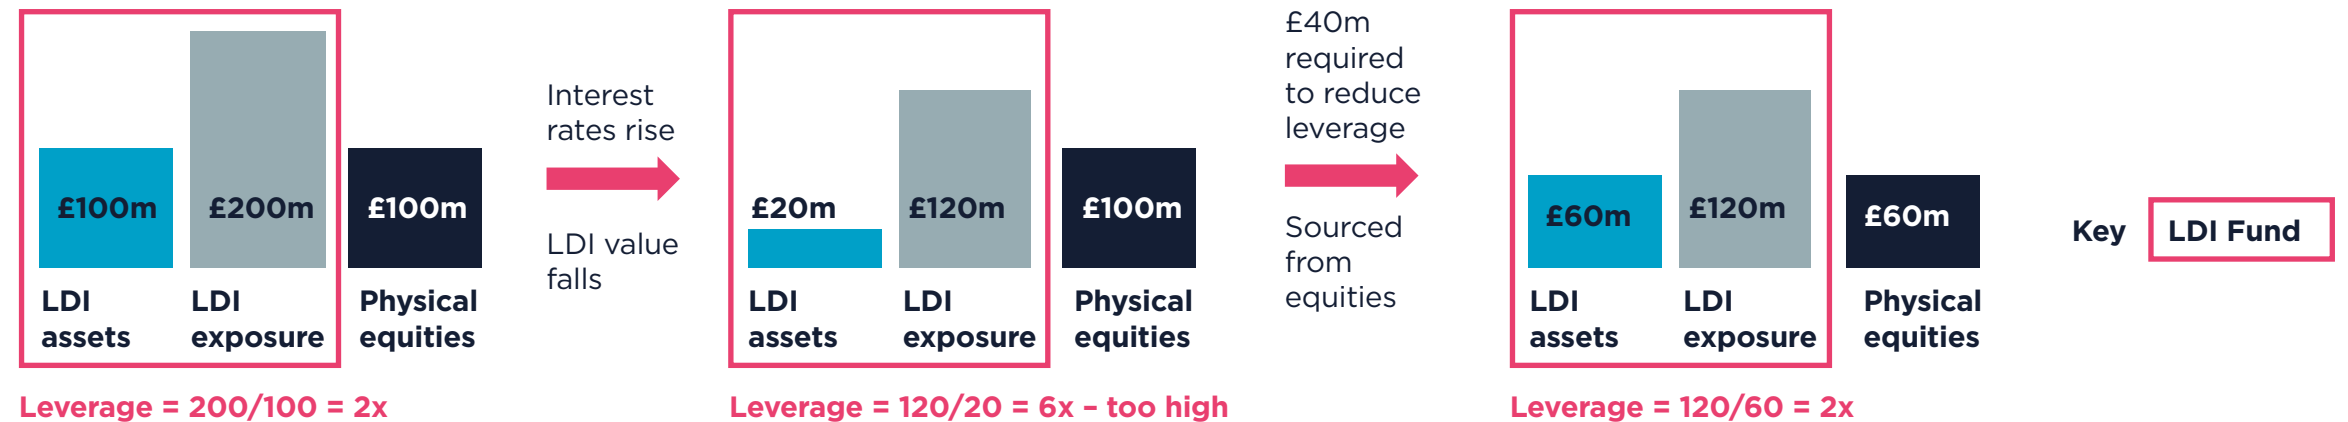 £100m
£200m
£100m
LDI
assets
LDI
exposure
Physical
equities
Leverage = 200/100 = 2x
Interest
rates rise
LDI value
falls
£20m
£120m
£100m
LDI
assets
LDI
exposure
Physical
equities
Leverage = 120/20 = 6x – too high
£40m
required
to reduce
leverage
Sourced
from
equities
£60m
£120m
£60m
LDI
assets
LDI
exposure
Physical
equities
Leverage = 120/60 = 2x
Key
LDI Fund